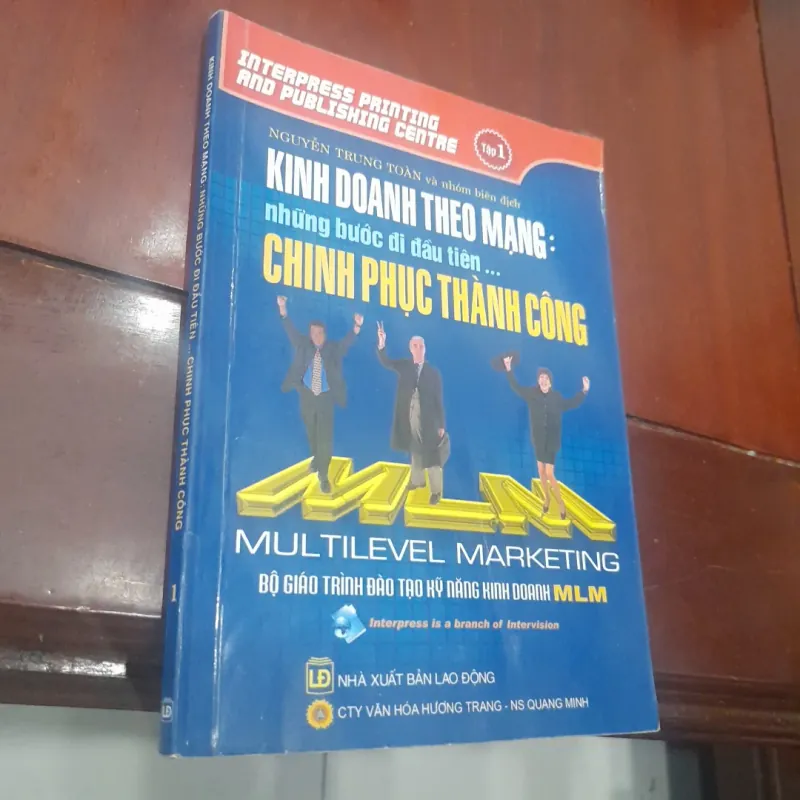 INTERPRESS PRINTING
AND PUBLISHING CENTRE
TẬP 1
NGUYỄN TRUNG TOÀN và nhóm biên dịch
KINH DOANH THEO MẠNG:
những bước đi đầu tiên ...
CHINH PHỤC THÀNH CÔNG
MLM
MULTILEVEL MARKETING
BỘ GIÁO TRÌNH ĐÀO TẠO KỸ NĂNG KINH DOANH MLM
Interpress is a branch of Intervision
LĐ NHÀ XUẤT BẢN LAO ĐỘNG
CTY VĂN HÓA HƯƠNG TRANG - NS QUANG MINH
KINH DOANH THEO MẠNG: NHỮNG BƯỚC ĐI ĐẦU TIÊN ... CHINH PHỤC THÀNH CÔNG
1
LĐ